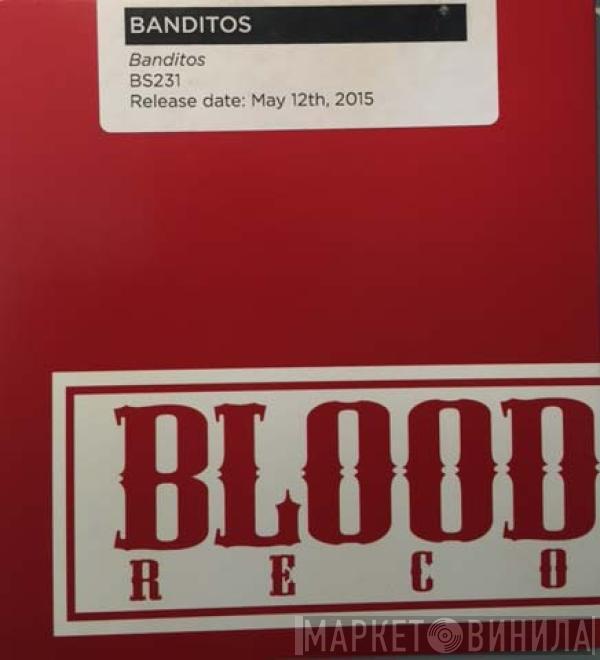 BANDITOS
Banditos
BS231
Release date: May 12th, 2015
BLOOD
RECO
МАРКЕТ ВИНИЛА